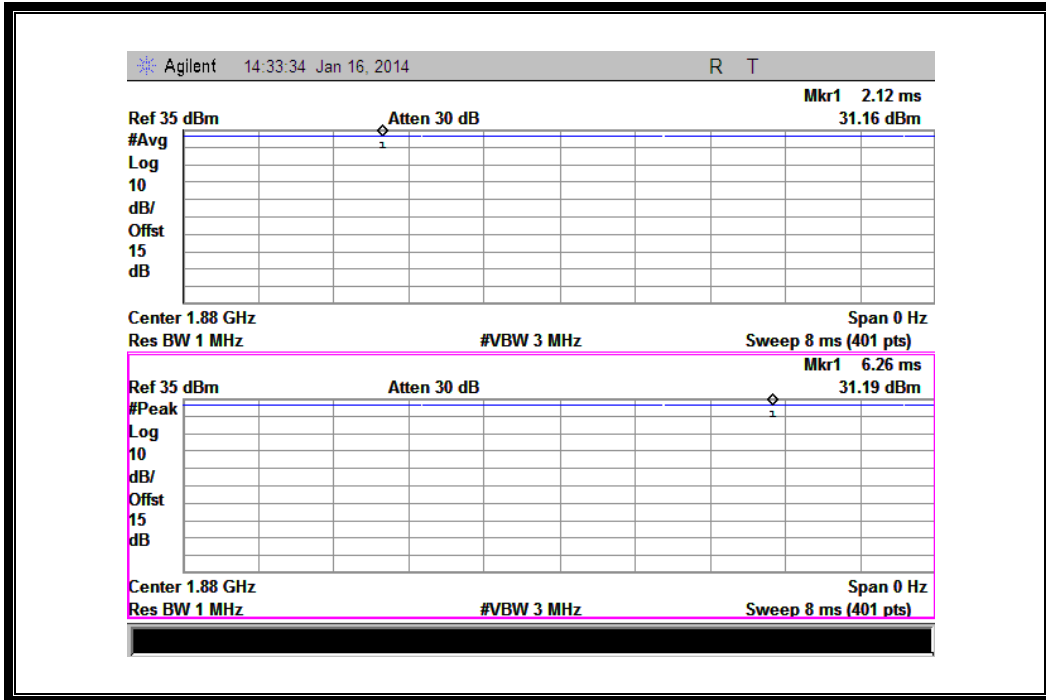 Agilent 14:33:34 Jan 16, 2014 R T
Mkr1 2.12 ms
Ref 35 dBm Atten 30 dB 31.16 dBm
#Avg
Log
10
dB/
Offst
15
dB
1
Center 1.88 GHz Span 0 Hz
Res BW 1 MHz #VBW 3 MHz Sweep 8 ms (401 pts)
Mkr1 6.26 ms
Ref 35 dBm Atten 30 dB 31.19 dBm
#Peak
Log
10
dB/
Offst
15
dB
1
Center 1.88 GHz Span 0 Hz
Res BW 1 MHz #VBW 3 MHz Sweep 8 ms (401 pts)